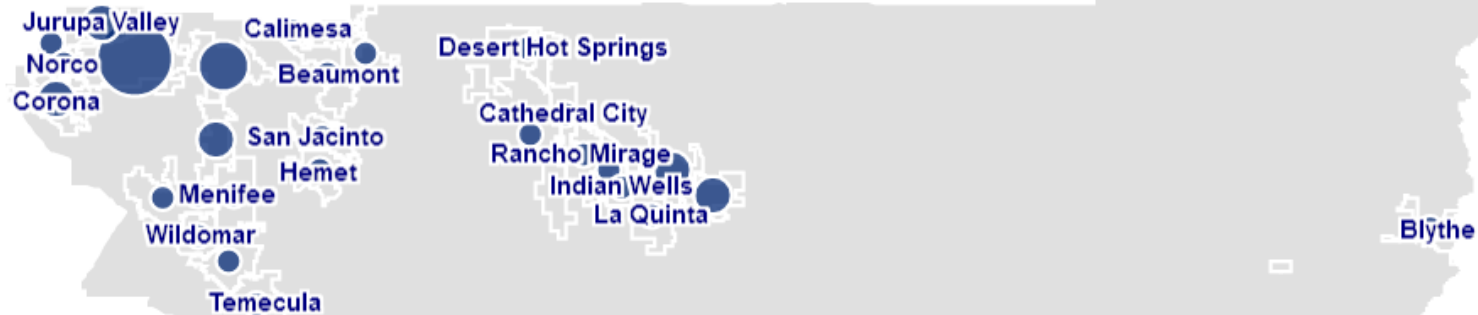 Jurupa Valley
Calimesa
Desert Hot Springs
Norco
Beaumont
Corona
Cathedral City
San Jacinto
Rancho Mirage
Hemet
Indian Wells
Menifee
La Quinta
Blythe
Wildomar
Temecula